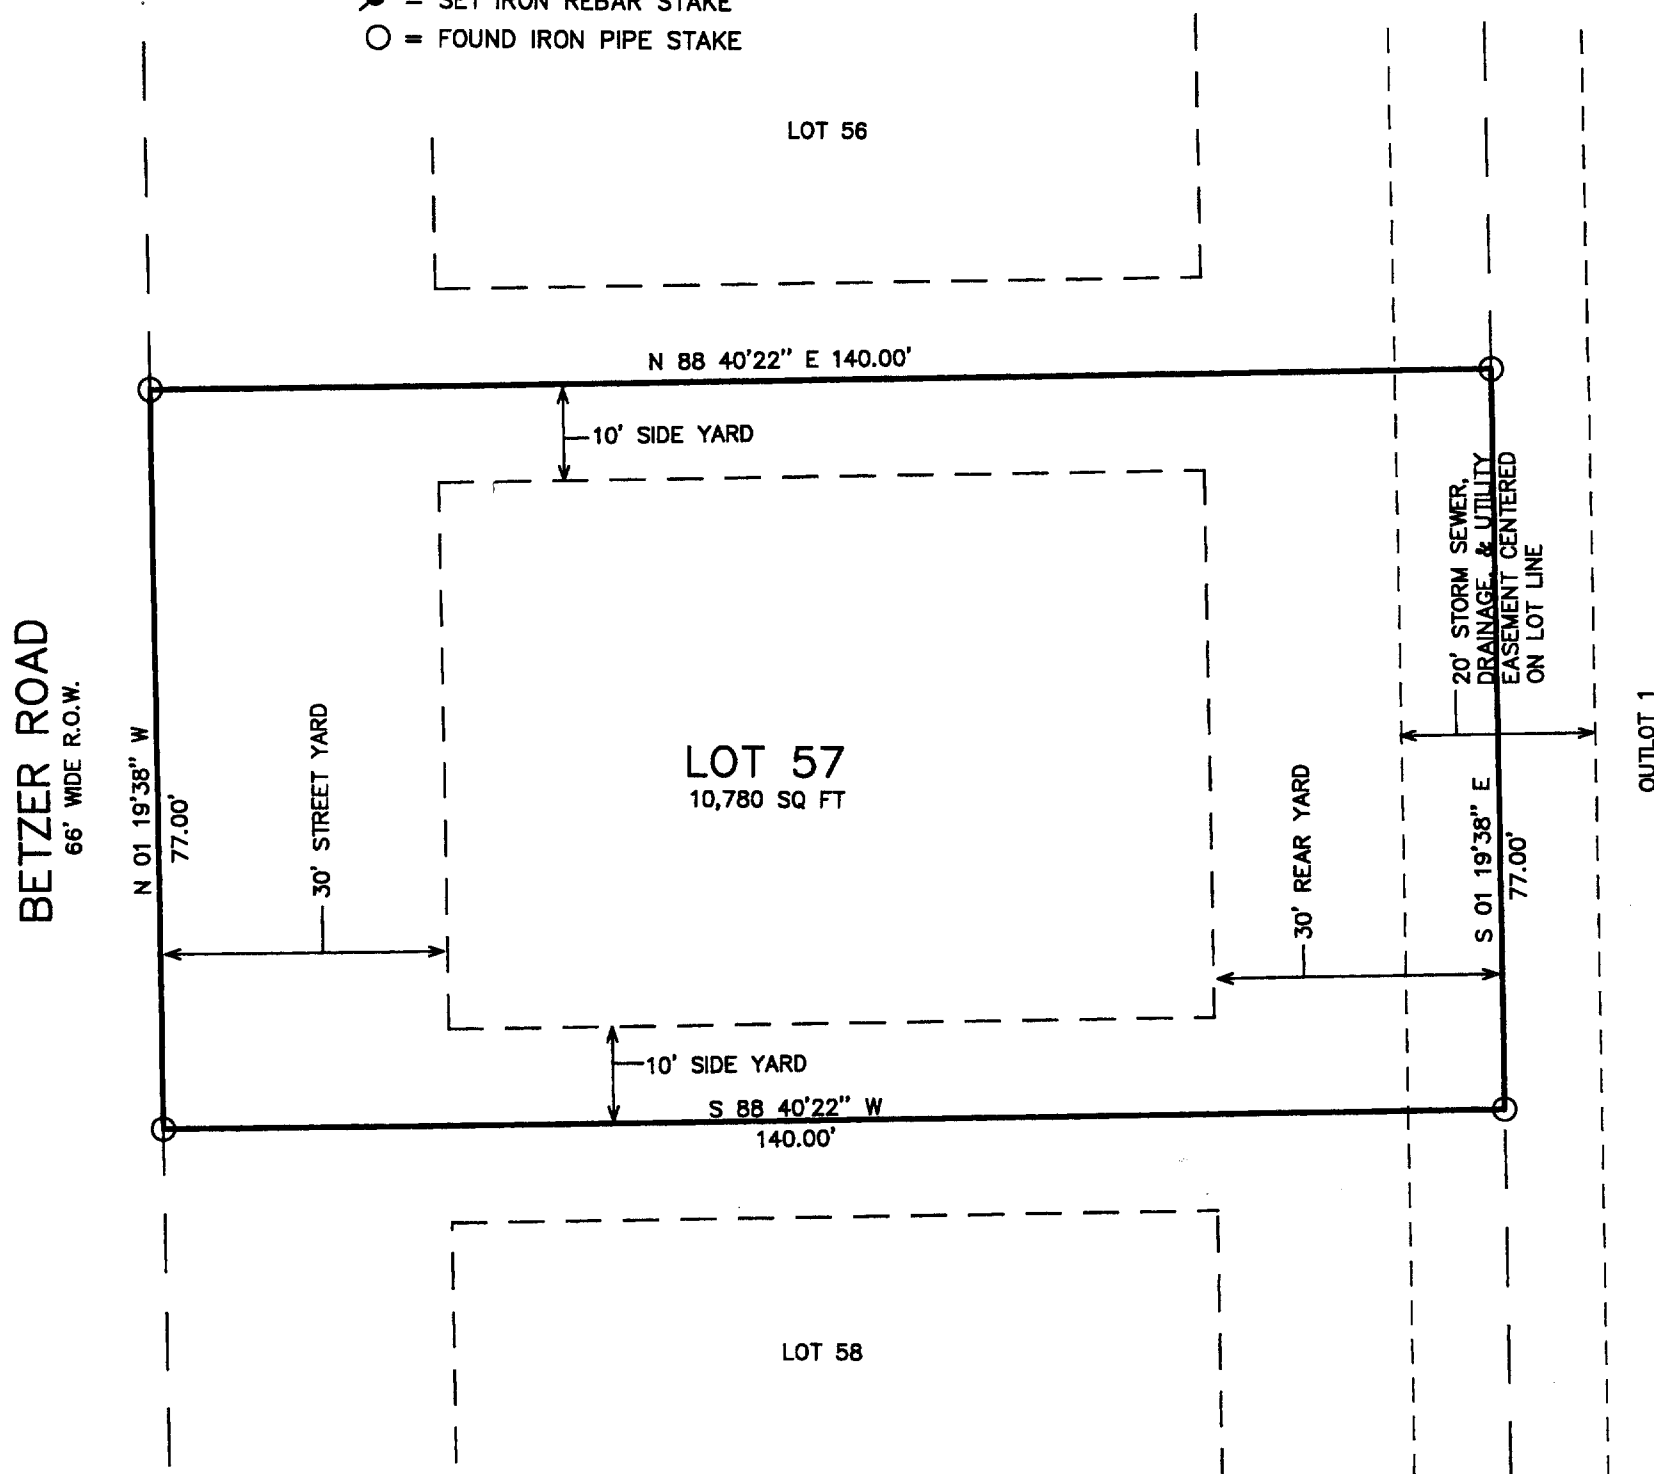 = SET IRON REBAR STAKE
= FOUND IRON PIPE STAKE
LOT 56
N 88 40'22" E 140.00'
10' SIDE YARD
20' STORM SEWER,
DRAINAGE, & UTILITY
EASEMENT CENTERED
ON LOT LINE
BETZER ROAD
66' WIDE R.O.W.
N 01 19'38" W
77.00'
30' STREET YARD
LOT 57
10,780 SQ FT
30' REAR YARD
S 01 19'38" E
77.00'
OUTLOT 1
10' SIDE YARD
S 88 40'22" W
140.00'
LOT 58